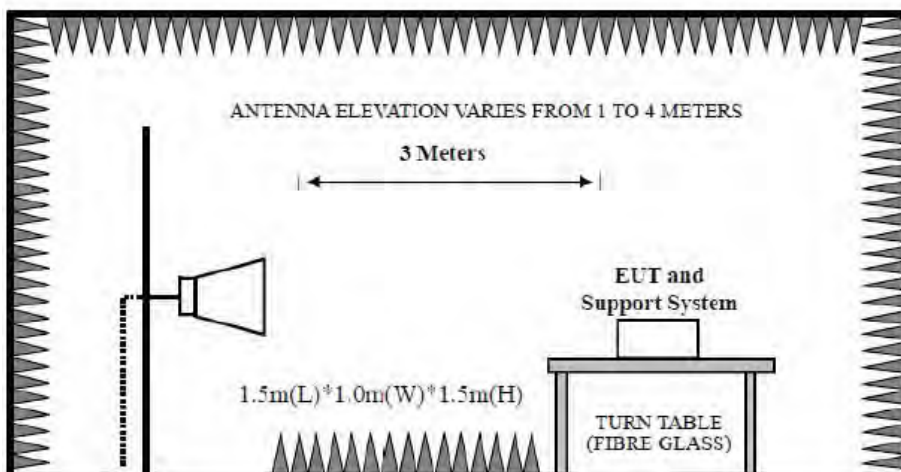 ANTENNA ELEVATION VARIES FROM 1 TO 4 METERS
3 Meters
EUT and
Support System
1.5m(L)*1.0m(W)*1.5m(H)
TURN TABLE
(FIBRE GLASS)